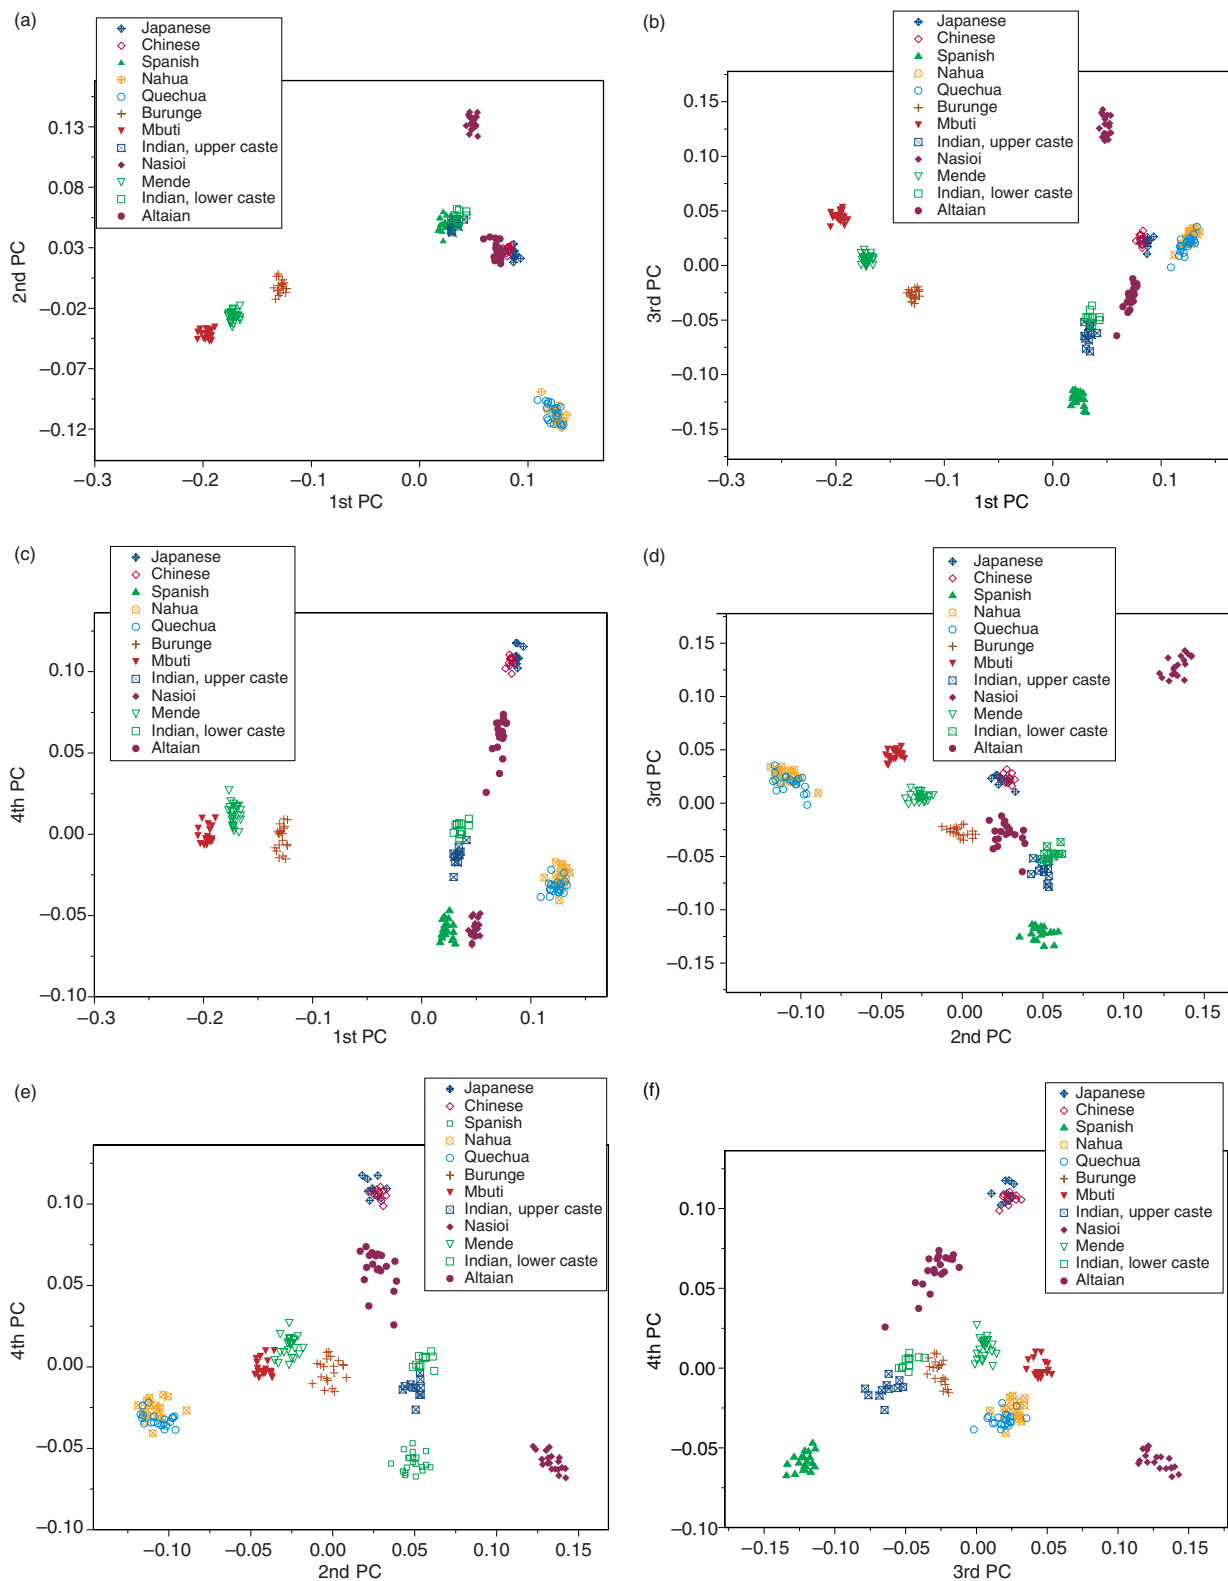 (a)
Japanese
Chinese
Spanish
Nahua
Quechua
Burunge
Mbuti
Indian, upper caste
Nasioi
Mende
Indian, lower caste
Altaian
2nd PC
0.13
0.08
0.03
−0.02
−0.07
−0.12
−0.3
−0.2
−0.1
0.0
0.1
1st PC
(b)
Japanese
Chinese
Spanish
Nahua
Quechua
Burunge
Mbuti
Indian, upper caste
Nasioi
Mende
Indian, lower caste
Altaian
3rd PC
0.15
0.10
0.05
0.00
−0.05
−0.10
−0.15
−0.3
−0.2
−0.1
0.0
0.1
1st PC
(c)
Japanese
Chinese
Spanish
Nahua
Quechua
Burunge
Mbuti
Indian, upper caste
Nasioi
Mende
Indian, lower caste
Altaian
4th PC
0.10
0.05
0.00
−0.05
−0.10
−0.3
−0.2
−0.1
0.0
0.1
1st PC
(d)
Japanese
Chinese
Spanish
Nahua
Quechua
Burunge
Mbuti
Indian, upper caste
Nasioi
Mende
Indian, lower caste
Altaian
3rd PC
0.15
0.10
0.05
0.00
−0.05
−0.10
−0.15
−0.10
−0.05
0.00
0.05
0.10
0.15
2nd PC
(e)
Japanese
Chinese
Spanish
Nahua
Quechua
Burunge
Mbuti
Indian, upper caste
Nasioi
Mende
Indian, lower caste
Altaian
4th PC
0.10
0.05
0.00
−0.05
−0.10
−0.10
−0.05
0.00
0.05
0.10
0.15
2nd PC
(f)
Japanese
Chinese
Spanish
Nahua
Quechua
Burunge
Mbuti
Indian, upper caste
Nasioi
Mende
Indian, lower caste
Altaian
4th PC
0.10
0.05
0.00
−0.05
−0.10
−0.15
−0.10
−0.05
0.00
0.05
0.10
0.15
3rd PC